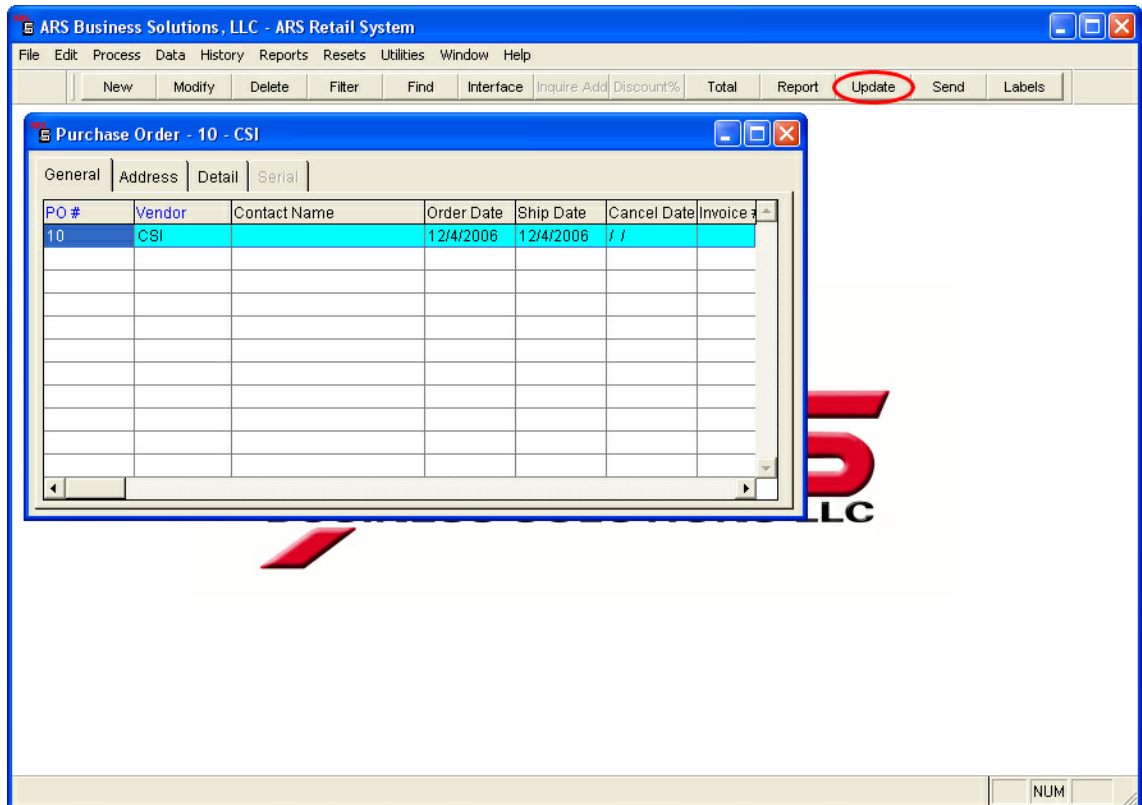 ARS Business Solutions, LLC - ARS Retail System
File Edit Process Data History Reports Resets Utilities Window Help
New Modify Delete Filter Find Interface Inquire Add Discount% Total Report Update Send Labels
Purchase Order - 10 - CSI
General Address Detail Serial
PO # Vendor Contact Name Order Date Ship Date Cancel Date Invoice #
10 CSI 12/4/2006 12/4/2006 / /
BUSINESS SOLUTIONS LLC
NUM